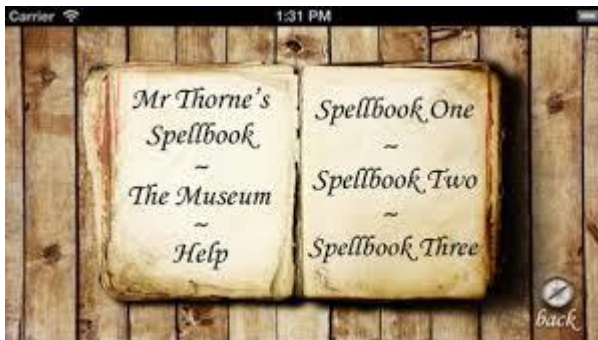 Carrier 1:31 PM
Mr Thorne's
Spellbook
~
The Museum
~
Help
Spellbook One
~
Spellbook Two
~
Spellbook Three
back